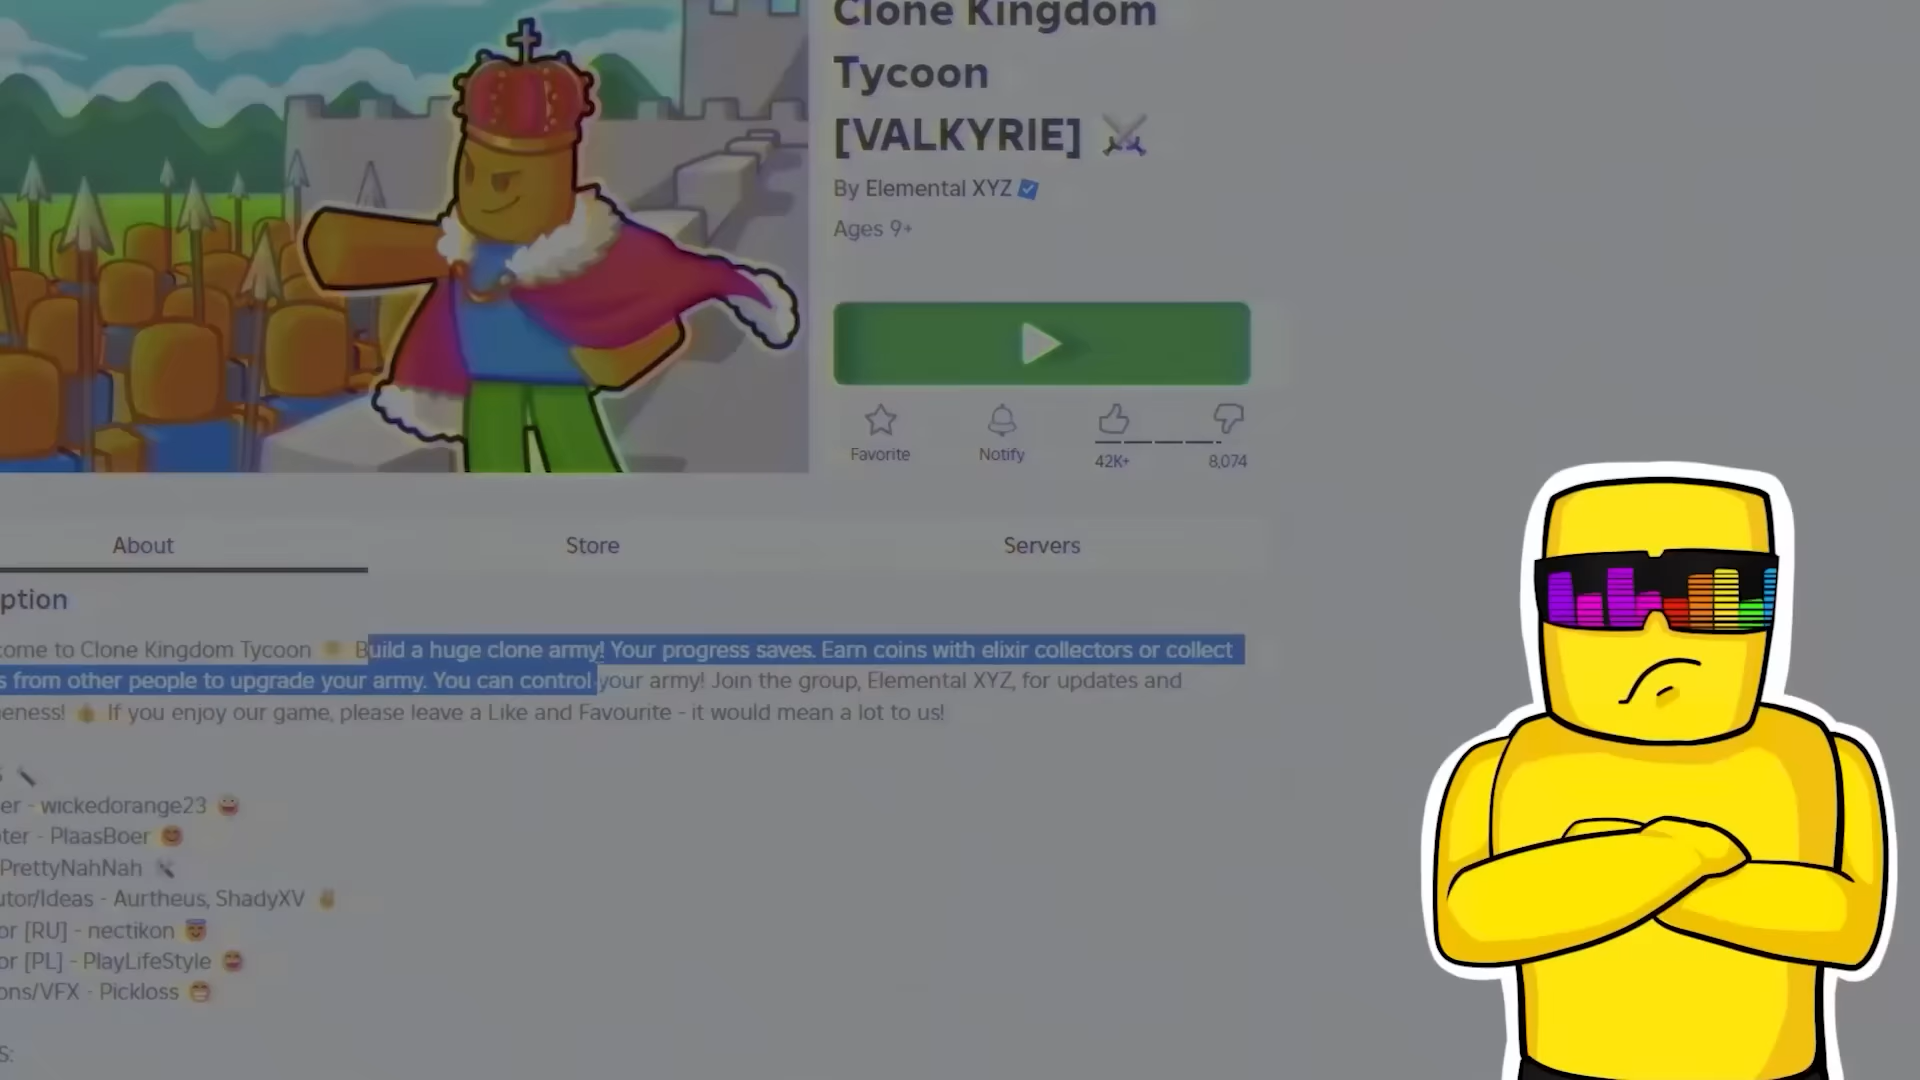 Clone Kingdom
Tycoon
[VALKYRIE] ⚔️
By Elemental XYZ
Ages 9+
Favorite
Notify
42K+
8,074
About
Store
Servers
ption
come to Clone Kingdom Tycoon Build a huge clone army! Your progress saves. Earn coins with elixir collectors or collect
s from other people to upgrade your army. You can control your army! Join the group, Elemental XYZ, for updates and
eness! If you enjoy our game, please leave a Like and Favourite - it would mean a lot to us!
er - wickedorange23
ter - PlaasBoer
PrettyNahNah
utor/Ideas - Aurtheus, ShadyXV
or [RU] - nectikon
or [PL] - PlayLifeStyle
ons/VFX - Pickloss
S: